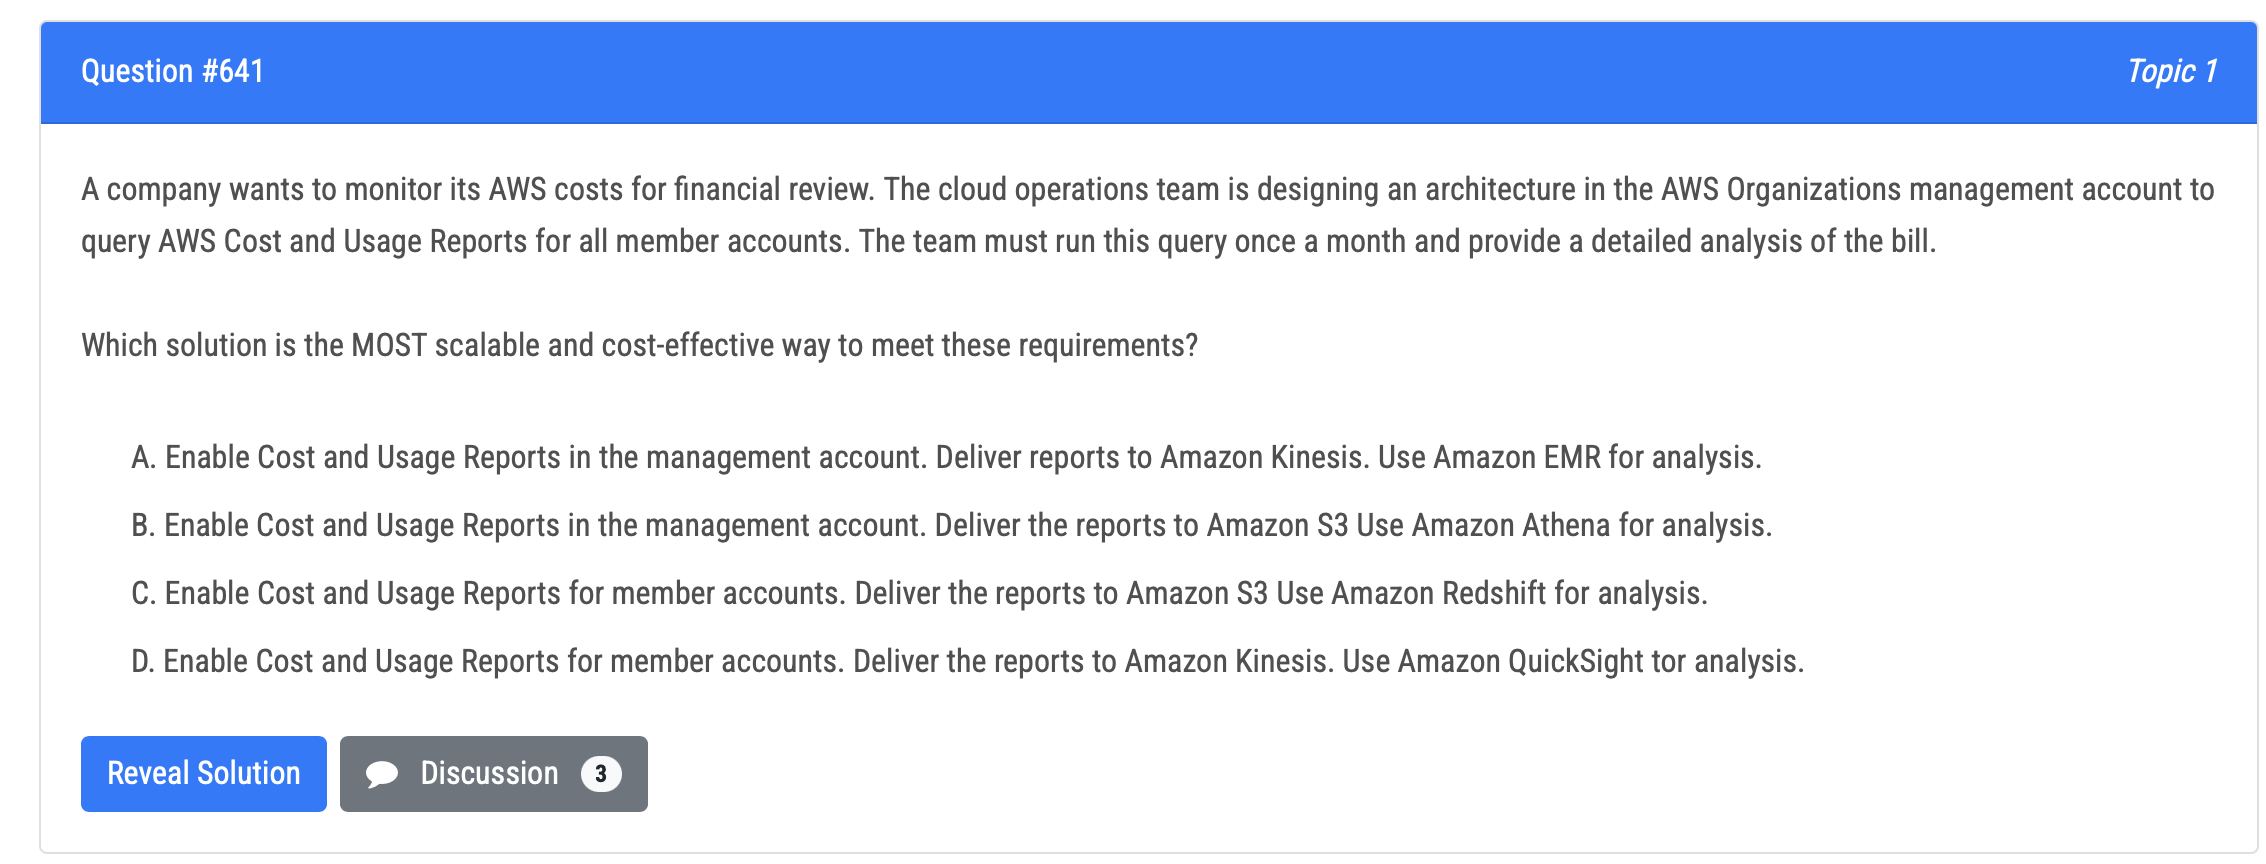 Question #641
Topic 1
A company wants to monitor its AWS costs for financial review. The cloud operations team is designing an architecture in the AWS Organizations management account to
query AWS Cost and Usage Reports for all member accounts. The team must run this query once a month and provide a detailed analysis of the bill.
Which solution is the MOST scalable and cost-effective way to meet these requirements?
A. Enable Cost and Usage Reports in the management account. Deliver reports to Amazon Kinesis. Use Amazon EMR for analysis.
B. Enable Cost and Usage Reports in the management account. Deliver the reports to Amazon S3 Use Amazon Athena for analysis.
C. Enable Cost and Usage Reports for member accounts. Deliver the reports to Amazon S3 Use Amazon Redshift for analysis.
D. Enable Cost and Usage Reports for member accounts. Deliver the reports to Amazon Kinesis. Use Amazon QuickSight tor analysis.
Reveal Solution
Discussion 3